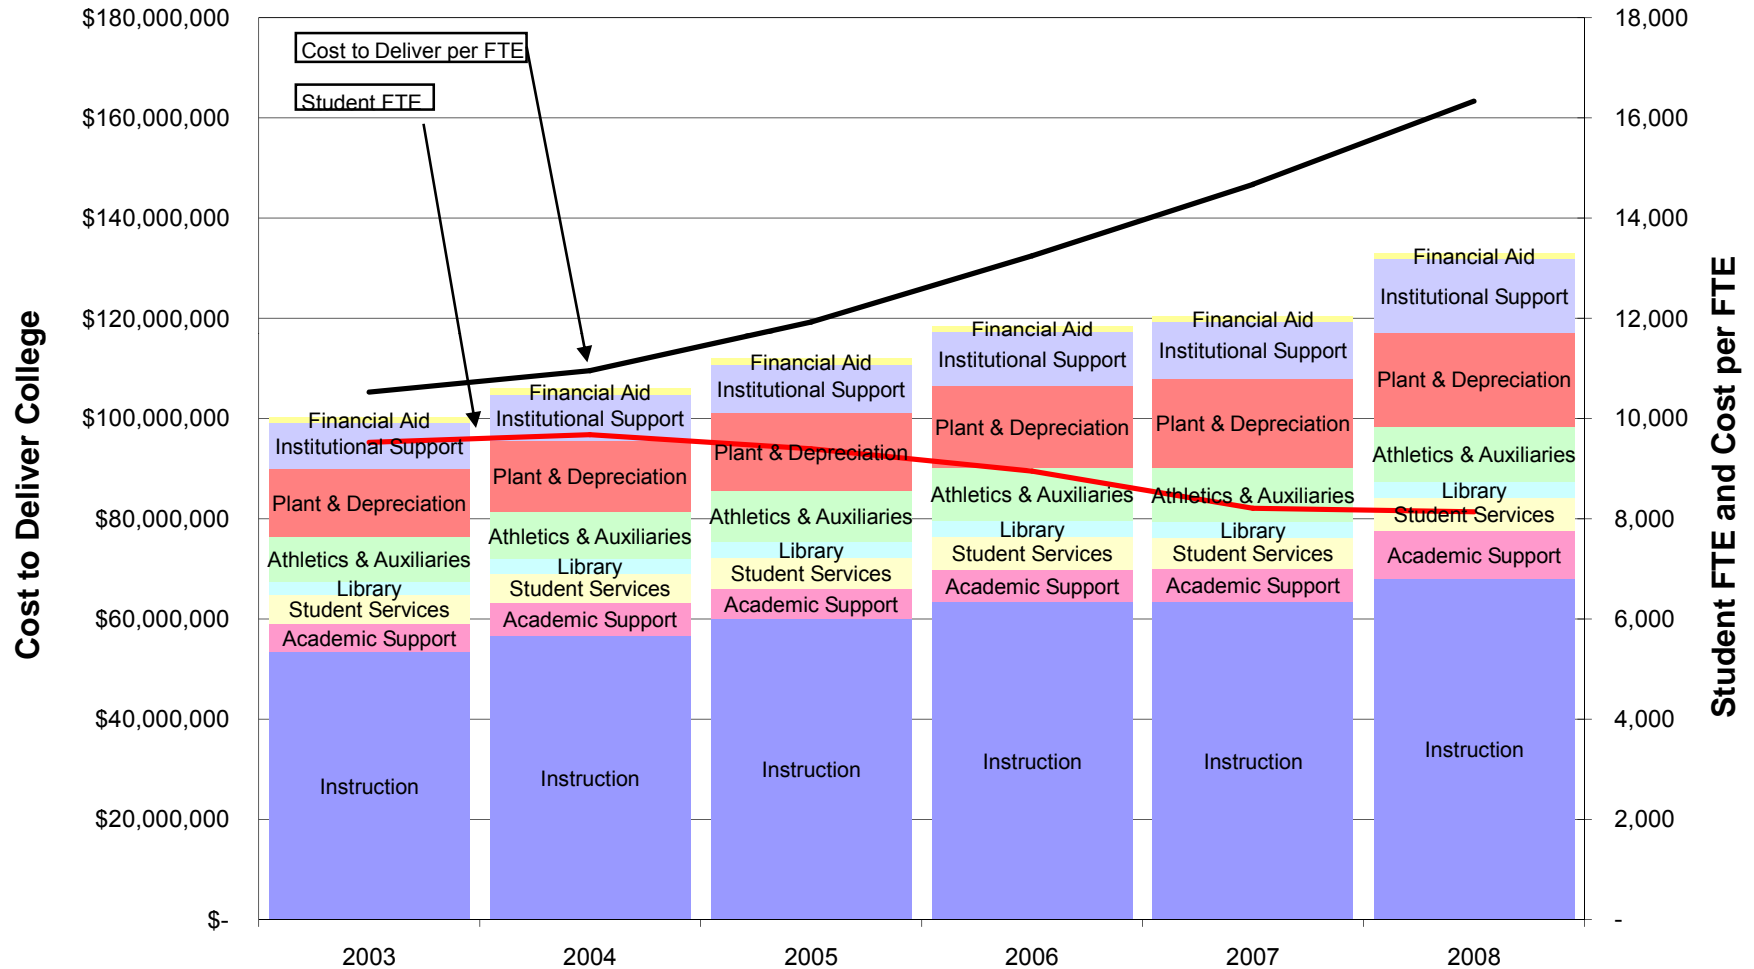 Cost to Deliver College
$180,000,000
$160,000,000
$140,000,000
$120,000,000
$100,000,000
$80,000,000
$60,000,000
$40,000,000
$20,000,000
$-
Cost to Deliver per FTE
Student FTE
Financial Aid
Institutional Support
Plant & Depreciation
Athletics & Auxiliaries
Library
Student Services
Academic Support
Instruction
Financial Aid
Institutional Support
Plant & Depreciation
Athletics & Auxiliaries
Library
Student Services
Academic Support
Instruction
Financial Aid
Institutional Support
Plant & Depreciation
Athletics & Auxiliaries
Library
Student Services
Academic Support
Instruction
Financial Aid
Institutional Support
Plant & Depreciation
Athletics & Auxiliaries
Library
Student Services
Academic Support
Instruction
Financial Aid
Institutional Support
Plant & Depreciation
Athletics & Auxiliaries
Library
Student Services
Academic Support
Instruction
Financial Aid
Institutional Support
Plant & Depreciation
Athletics & Auxiliaries
Library
Student Services
Academic Support
Instruction
2003
2004
2005
2006
2007
2008
18,000
16,000
14,000
12,000
10,000
8,000
6,000
4,000
2,000
-
Student FTE and Cost per FTE